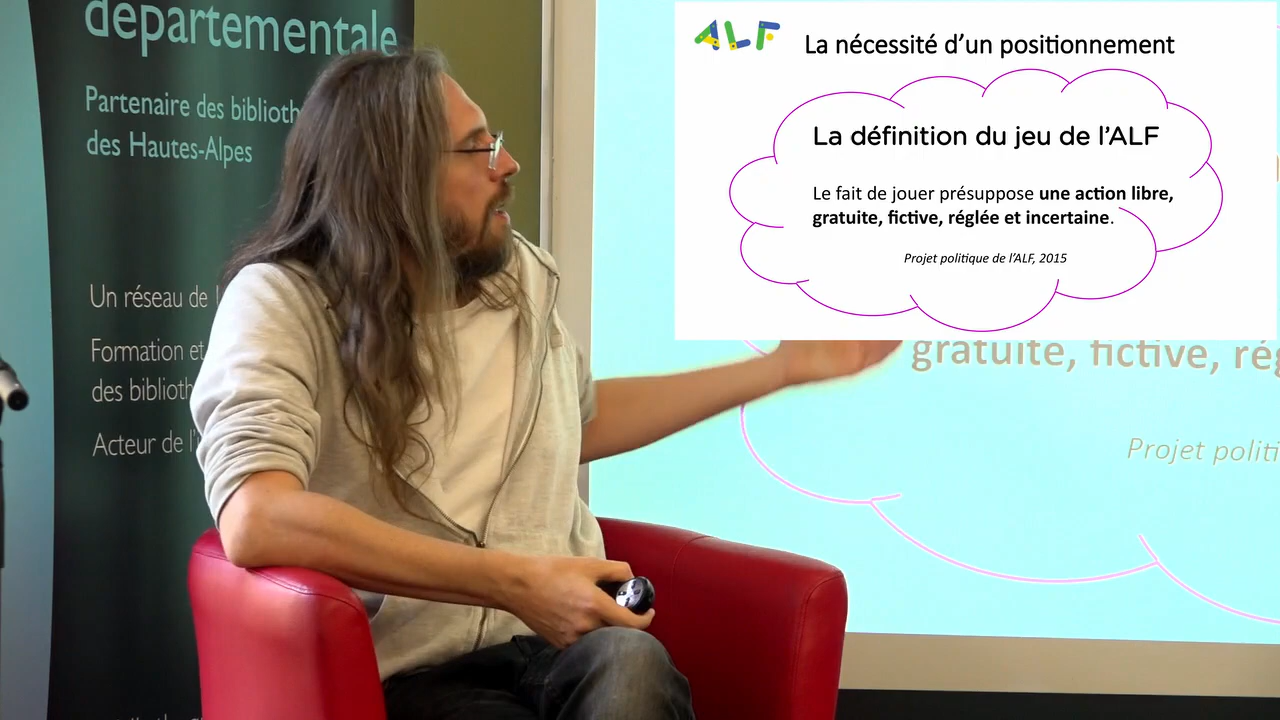 départementale
Partenaire des biblioth
des Hautes-Alpes
Un réseau de
Formation et
des biblioth
Acteur de l'
ALF
La nécessité d'un positionnement
La définition du jeu de l'ALF
Le fait de jouer présuppose une action libre,
gratuite, fictive, réglée et incertaine.
Projet politique de l'ALF, 2015
gratuite, fictive, rég
Projet politi